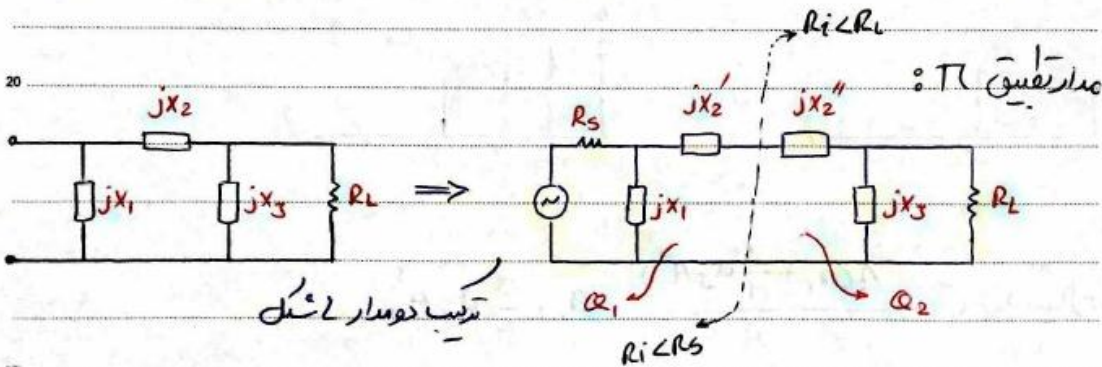 Ri<RL
مدار تطبیق π :
20
jX2
Rs
jX2'
jX2"
jX1
jX3
RL
⇒
~
jX1
jX3
RL
ترکیب دو مدار L شکل
Q1
Q2
Ri<Rs